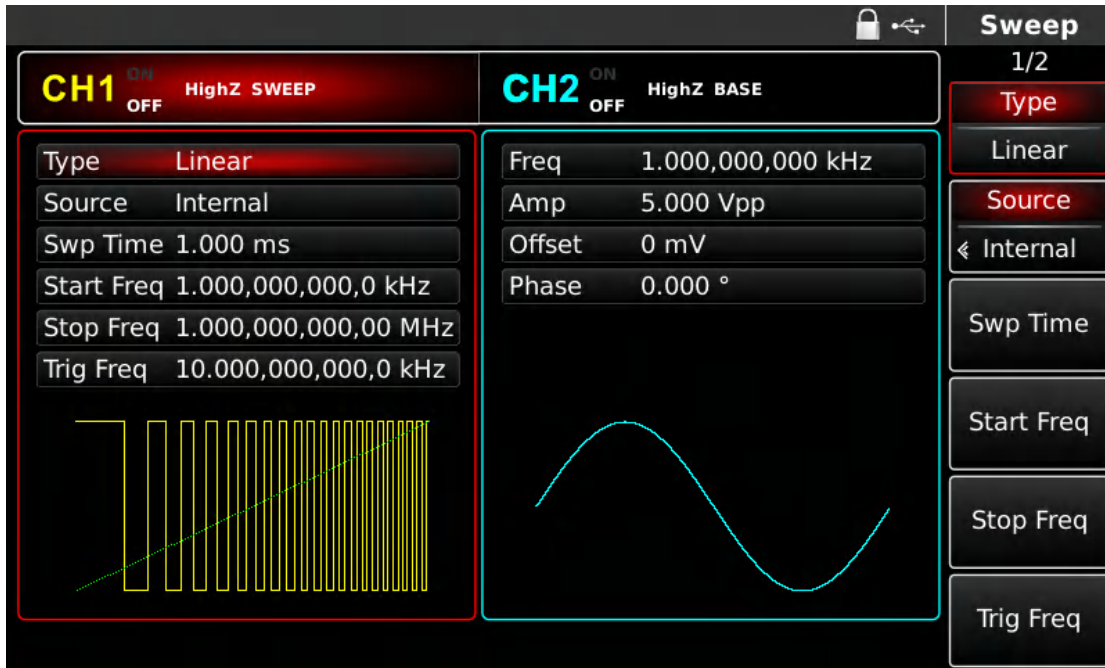 Sweep
1/2
CH1 ON OFF HighZ SWEEP
CH2 ON OFF HighZ BASE
Type Linear
Source Internal
Swp Time 1.000 ms
Start Freq 1.000,000,000,0 kHz
Stop Freq 1.000,000,000,00 MHz
Trig Freq 10.000,000,000,0 kHz
Freq 1.000,000,000 kHz
Amp 5.000 Vpp
Offset 0 mV
Phase 0.000 °
Type
Linear
Source
Internal
Swp Time
Start Freq
Stop Freq
Trig Freq